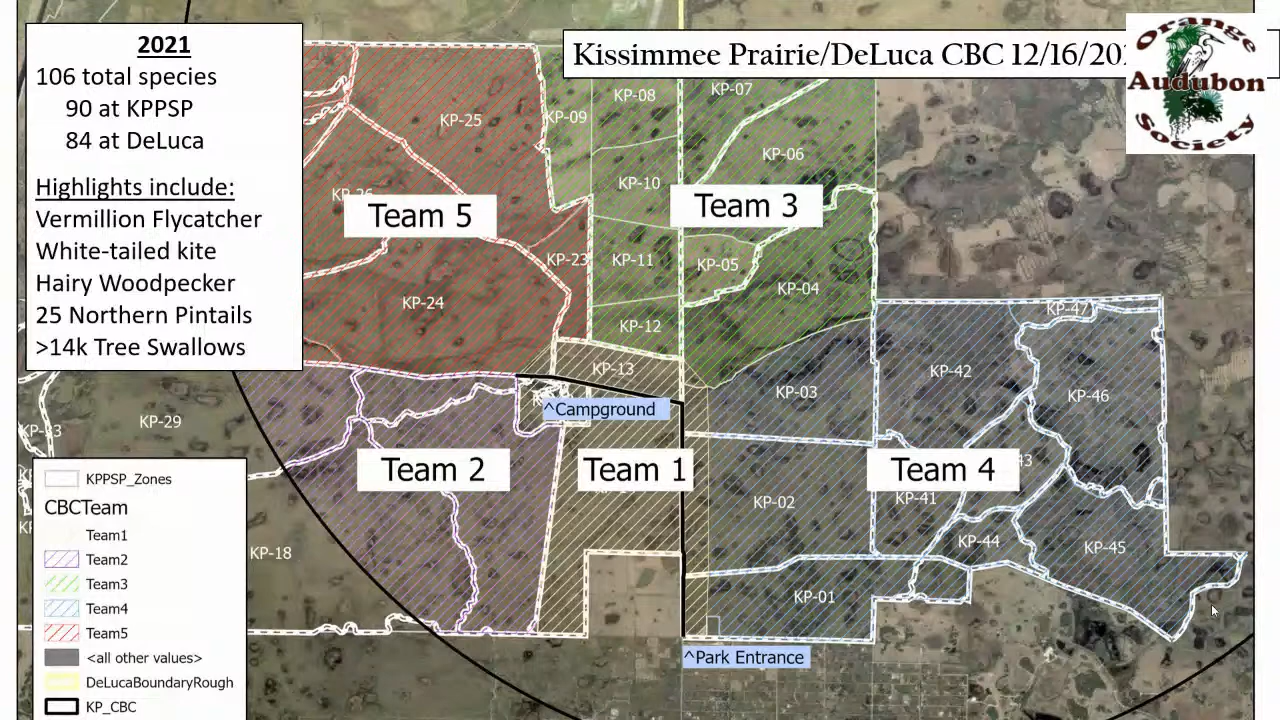 2021
106 total species
90 at KPPSP
84 at DeLuca
Highlights include:
Vermillion Flycatcher
White-tailed kite
Hairy Woodpecker
25 Northern Pintails
>14k Tree Swallows
Kissimmee Prairie/DeLuca CBC 12/16/20
Orange
Audubon
Society
KP-25
KP-09
KP-08
KP-07
KP-06
KP-10
Team 5
Team 3
KP-23
KP-11
KP-05
KP-04
KP-24
KP-12
KP-47
KP-13
KP-03
KP-42
KP-46
^Campground
KP-29
Team 2
Team 1
Team 4
KP-02
KP-41
KP-44
KP-45
KP-18
KP-01
^Park Entrance
KPPSP_Zones
CBCTeam
Team1
Team2
Team3
Team4
Team5
<all other values>
DeLucaBoundaryRough
KP_CBC